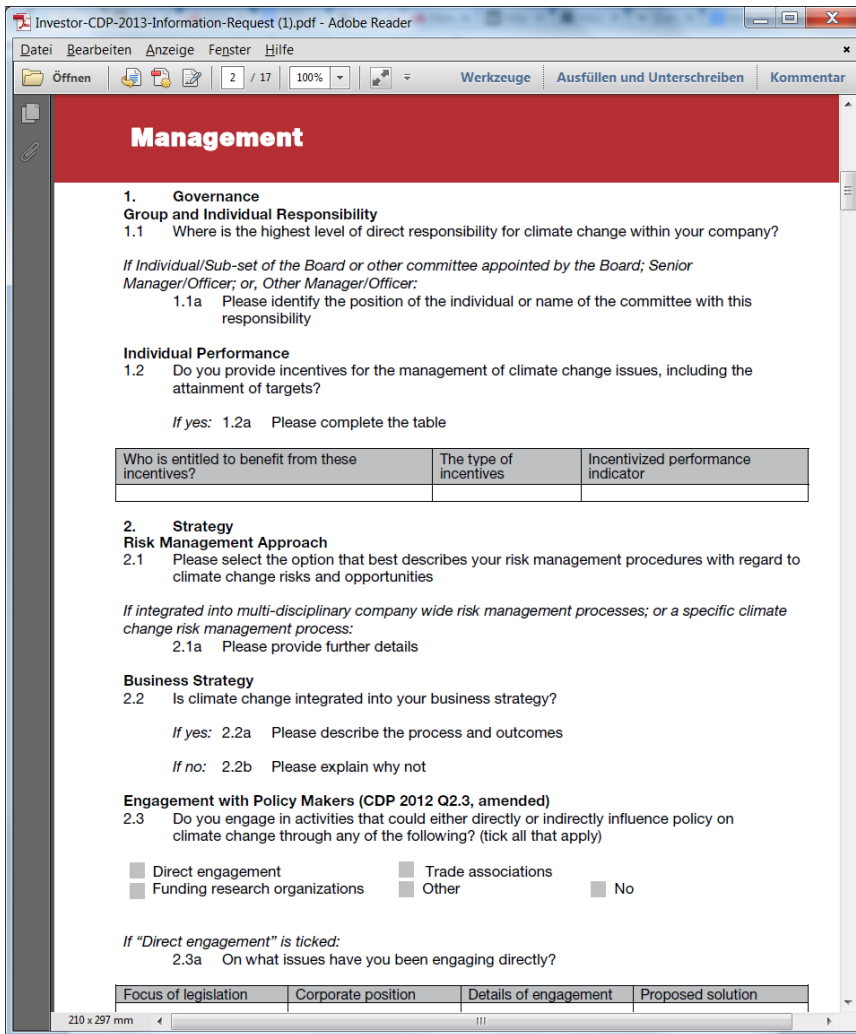 Investor-CDP-2013-Information-Request (1).pdf - Adobe Reader
Datei Bearbeiten Anzeige Fenster Hilfe
Öffnen 2 / 17 100% Werkzeuge Ausfüllen und Unterschreiben Kommentar
Management
1. Governance
Group and Individual Responsibility
1.1 Where is the highest level of direct responsibility for climate change within your company?
If Individual/Sub-set of the Board or other committee appointed by the Board; Senior
Manager/Officer; or, Other Manager/Officer:
1.1a Please identify the position of the individual or name of the committee with this
responsibility
Individual Performance
1.2 Do you provide incentives for the management of climate change issues, including the
attainment of targets?
If yes: 1.2a Please complete the table
Who is entitled to benefit from these The type of Incentivized performance
incentives? incentives indicator
2. Strategy
Risk Management Approach
2.1 Please select the option that best describes your risk management procedures with regard to
climate change risks and opportunities
If integrated into multi-disciplinary company wide risk management processes; or a specific climate
change risk management process:
2.1a Please provide further details
Business Strategy
2.2 Is climate change integrated into your business strategy?
If yes: 2.2a Please describe the process and outcomes
If no: 2.2b Please explain why not
Engagement with Policy Makers (CDP 2012 Q2.3, amended)
2.3 Do you engage in activities that could either directly or indirectly influence policy on
climate change through any of the following? (tick all that apply)
Direct engagement Trade associations
Funding research organizations Other No
If “Direct engagement” is ticked:
2.3a On what issues have you been engaging directly?
Focus of legislation Corporate position Details of engagement Proposed solution
210 x 297 mm